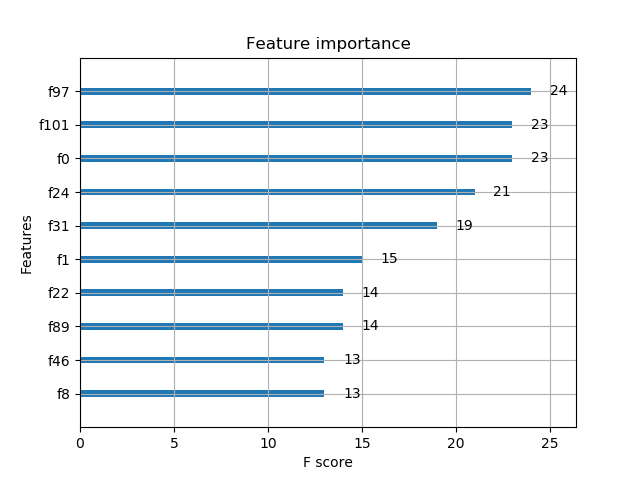 Feature importance
f97 24
f101 23
f0 23
f24 21
f31 19
f1 15
f22 14
f89 14
f46 13
f8 13
Features
0 5 10 15 20 25
F score